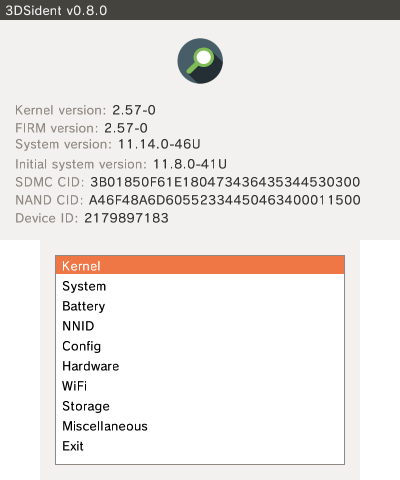 3DSident v0.8.0
Kernel version: 2.57-0
FIRM version: 2.57-0
System version: 11.14.0-46U
Initial system version: 11.8.0-41U
SDMC CID: 3B01850F61E180473436435344530300
NAND CID: A46F48A6D60552334450463400011500
Device ID: 2179897183
Kernel
System
Battery
NNID
Config
Hardware
WiFi
Storage
Miscellaneous
Exit